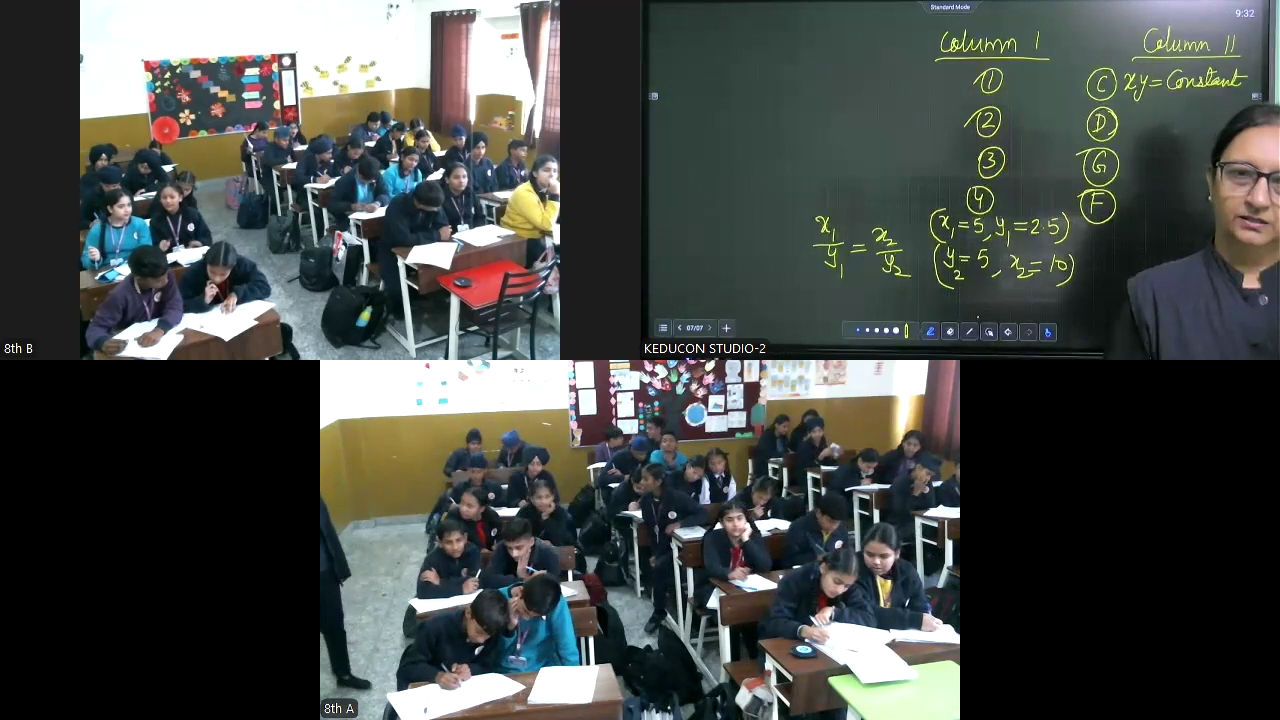 8th B
Standard Mode
9:32
Column I
Column II
1
C xy = Constant
2
D
3
G
4
F
x₁/y₁ = x₂/y₂
(x₁ = 5, y₁ = 2.5)
(y₂ = 5, x₂ = 10)
07/07
KEDUCON STUDIO-2
8th A